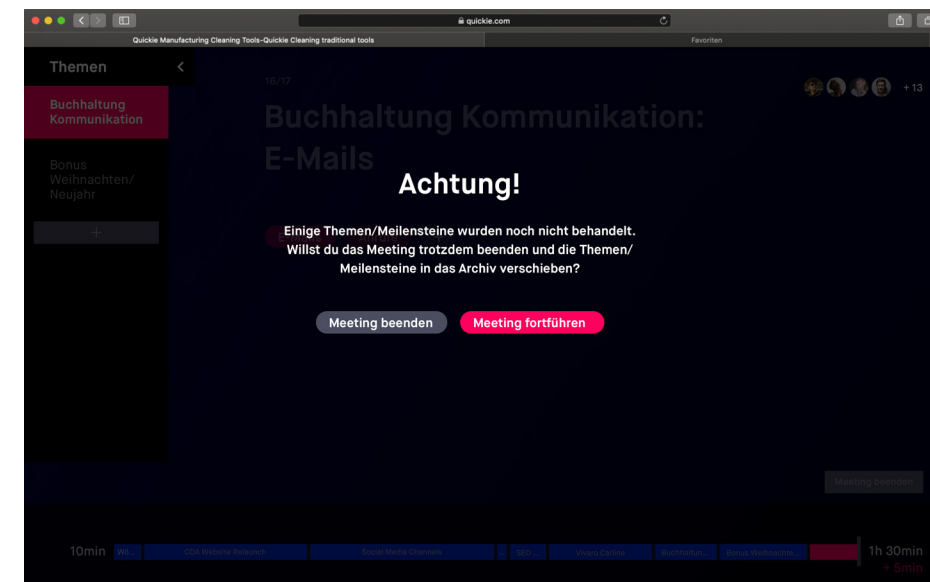 quickie.com
Quickie Manufacturing Cleaning Tools-Quickie Cleaning traditional tools
Favoriten
Themen
16/17
+ 13
Buchhaltung
Kommunikation
Buchhaltung Kommunikation:
E-Mails
Bonus
Weihnachten/
Neujahr
Achtung!
Einige Themen/Meilensteine wurden noch nicht behandelt.
Willst du das Meeting trotzdem beenden und die Themen/
Meilensteine in das Archiv verschieben?
Meeting beenden
Meeting fortführen
Meeting beenden
10min
Wö...
CDA Website Relaunch
Social Media Channels
...
SEO ...
Vivaro Carline
Buchhaltun...
Bonus Weihnachte...
1h 30min
+ 5min